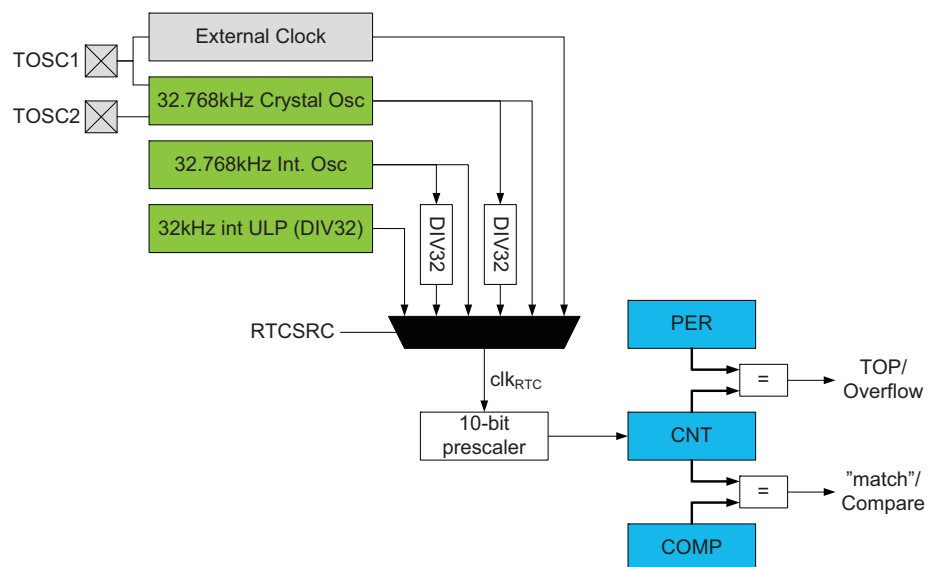 External Clock
TOSC1
32.768kHz Crystal Osc
TOSC2
32.768kHz Int. Osc
32kHz int ULP (DIV32)
DIV32
DIV32
RTCSRC
PER
TOP/
Overflow
=
clkRTC
10-bit
prescaler
CNT
"match"/
Compare
=
COMP